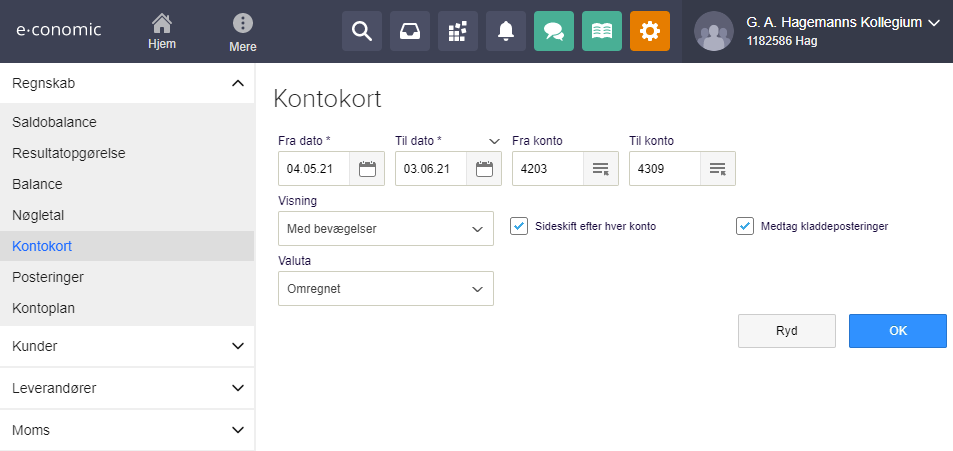 e·conomic
Hjem
Mere
G. A. Hagemanns Kollegium
1182586 Hag
Regnskab
Saldobalance
Resultatopgørelse
Balance
Nøgletal
Kontokort
Posteringer
Kontoplan
Kunder
Leverandører
Moms
Kontokort
Fra dato * Til dato * Fra konto Til konto
04.05.21 03.06.21 4203 4309
Visning
Med bevægelser Sideskift efter hver konto Medtag kladdeposteringer
Valuta
Omregnet
Ryd OK